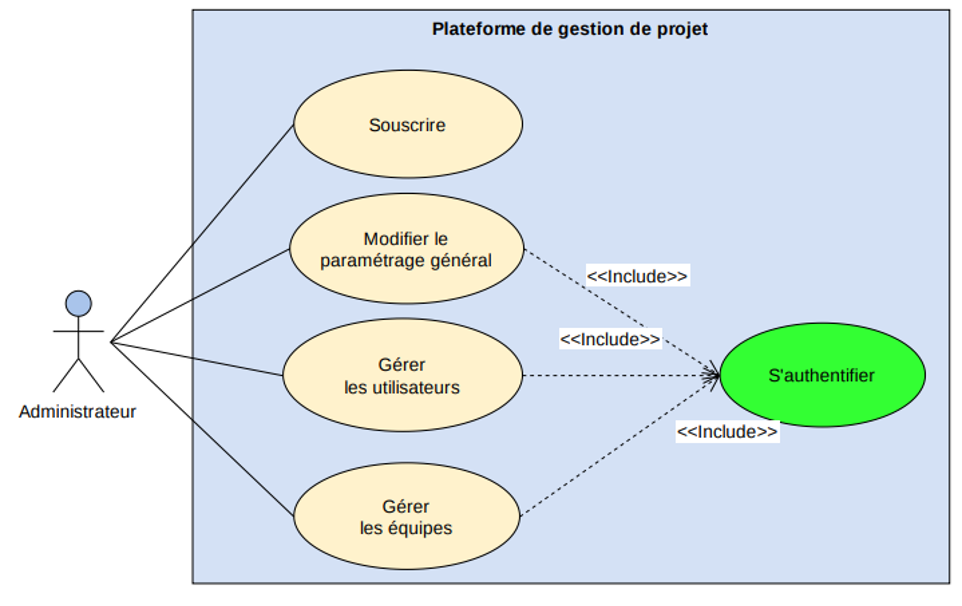 Plateforme de gestion de projet
Souscrire
Modifier le
paramétrage général
<<Include>>
<<Include>>
Gérer
les utilisateurs
S'authentifier
Administrateur
<<Include>>
Gérer
les équipes